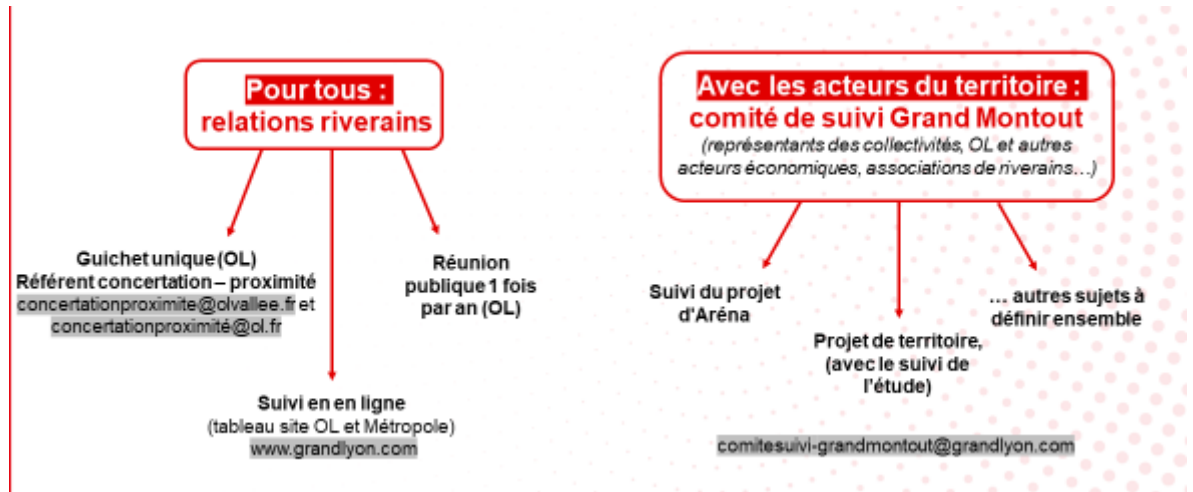 Pour tous :
relations riverains
Guichet unique (OL)
Référent concertation – proximité
concertationproximite@olvallee.fr et
concertationproximité@ol.fr
Suivi en en ligne
(tableau site OL et Métropole)
www.grandlyon.com
Réunion
publique 1 fois
par an (OL)
Avec les acteurs du territoire :
comité de suivi Grand Montout
(représentants des collectivités, OL et autres
acteurs économiques, associations de riverains…)
Suivi du projet
d'Aréna
Projet de territoire,
(avec le suivi de
l'étude)
… autres sujets à
définir ensemble
comitesuivi-grandmontout@grandlyon.com